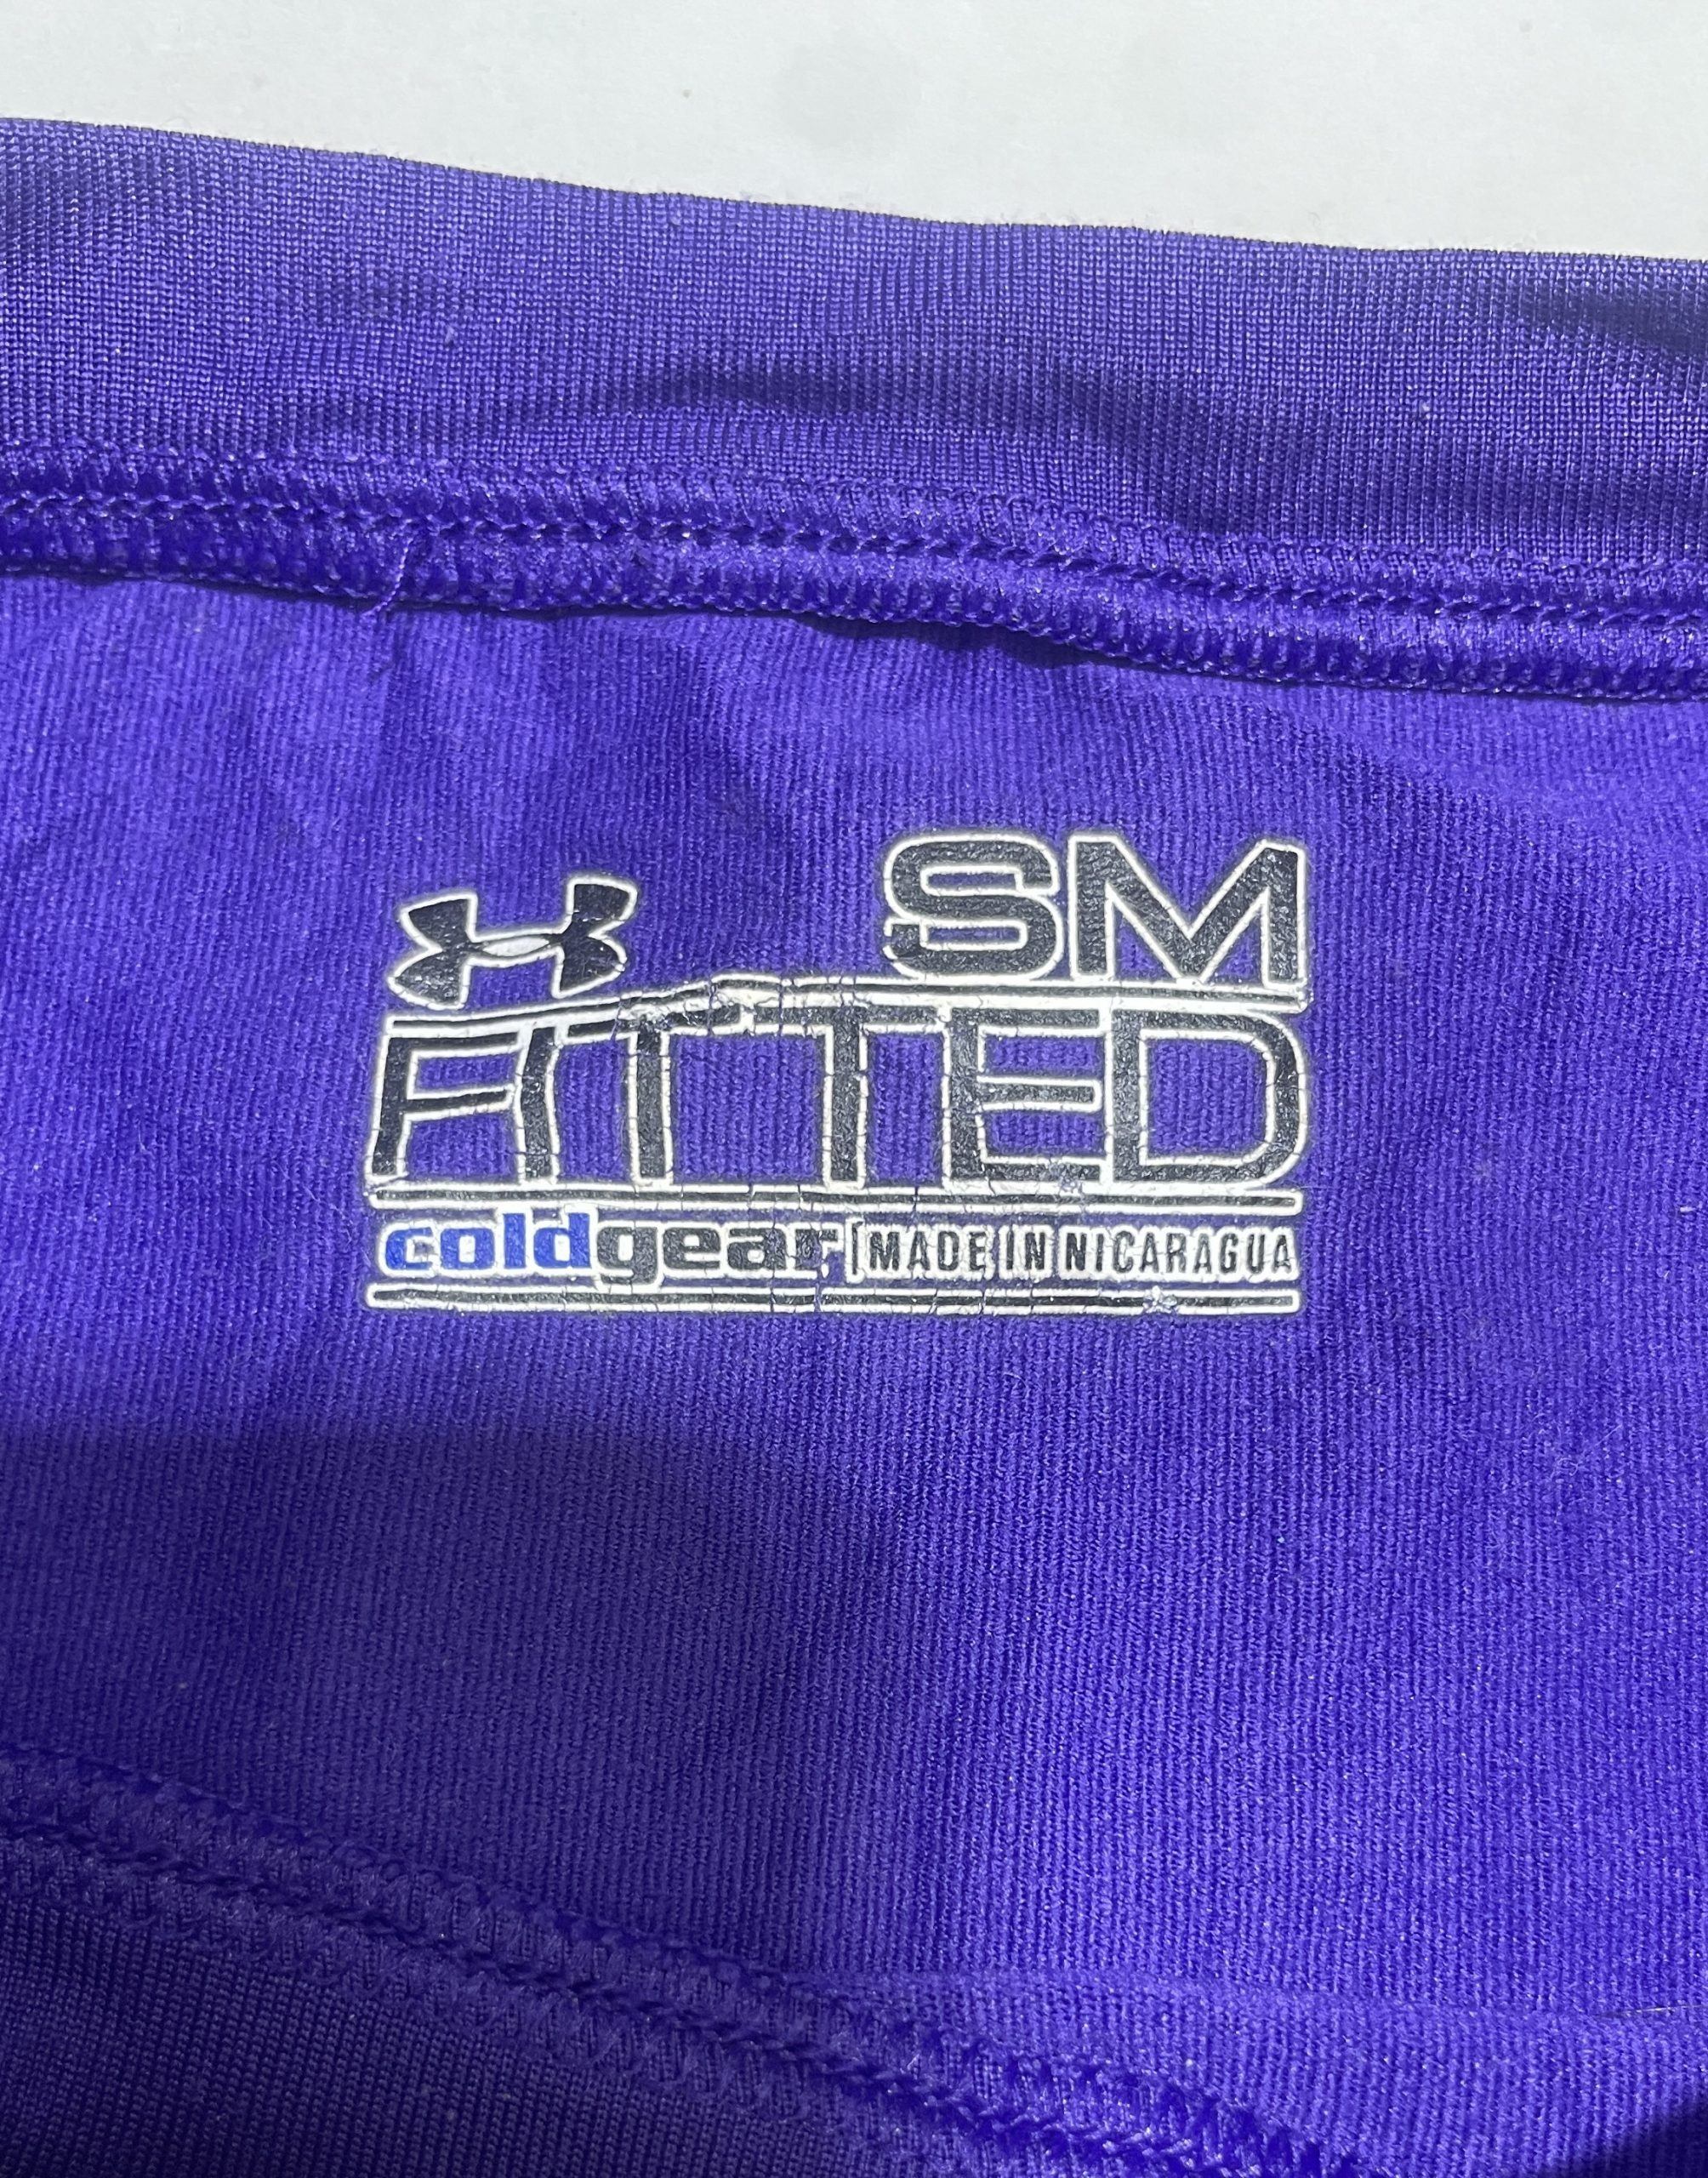 SM
FITTED
coldgear | MADE IN NICARAGUA